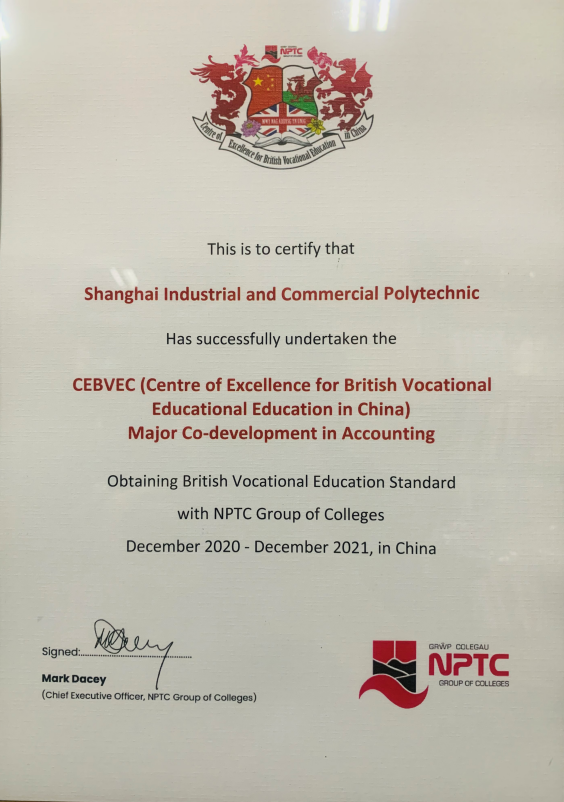 NPTC
Centre of Excellence for British Vocational Education in China
This is to certify that
Shanghai Industrial and Commercial Polytechnic
Has successfully undertaken the
CEBVEC (Centre of Excellence for British Vocational
Educational Education in China)
Major Co-development in Accounting
Obtaining British Vocational Education Standard
with NPTC Group of Colleges
December 2020 - December 2021, in China
Signed:
Mark Dacey
(Chief Executive Officer, NPTC Group of Colleges)
GRŴP COLEGAU
NPTC
GROUP OF COLLEGES